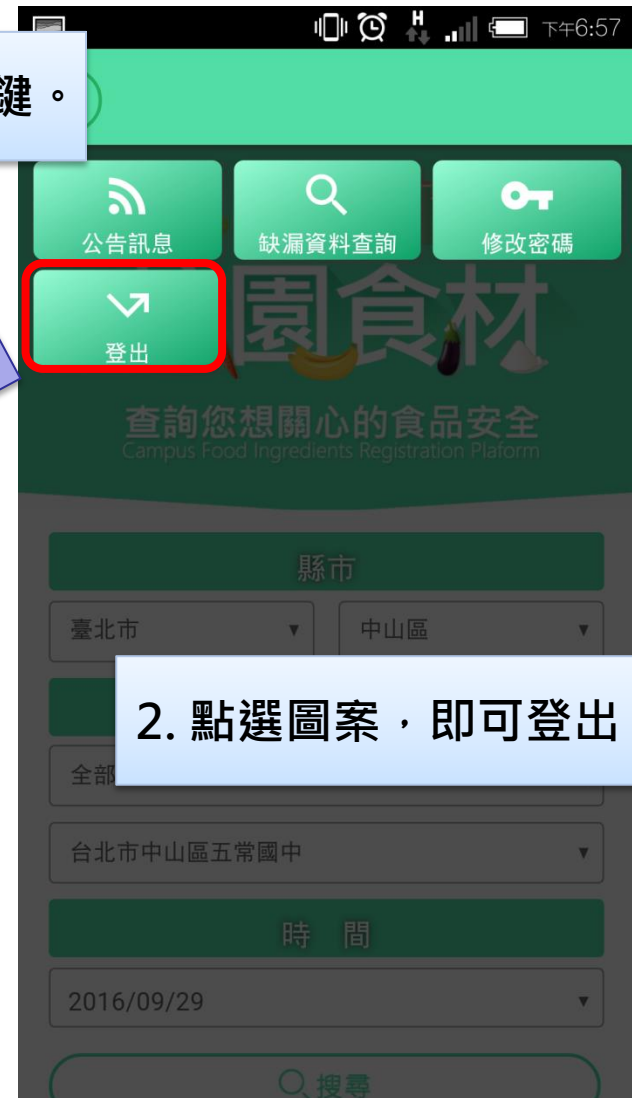 H
下午6:57
鍵。
公告訊息
缺漏資料查詢
修改密碼
登出
園食材
查詢您想關心的食品安全
Campus Food Ingredients Registration Plaform
縣市
臺北市
中山區
2. 點選圖案，即可登出
全部
台北市中山區五常國中
時 間
2016/09/29
搜尋